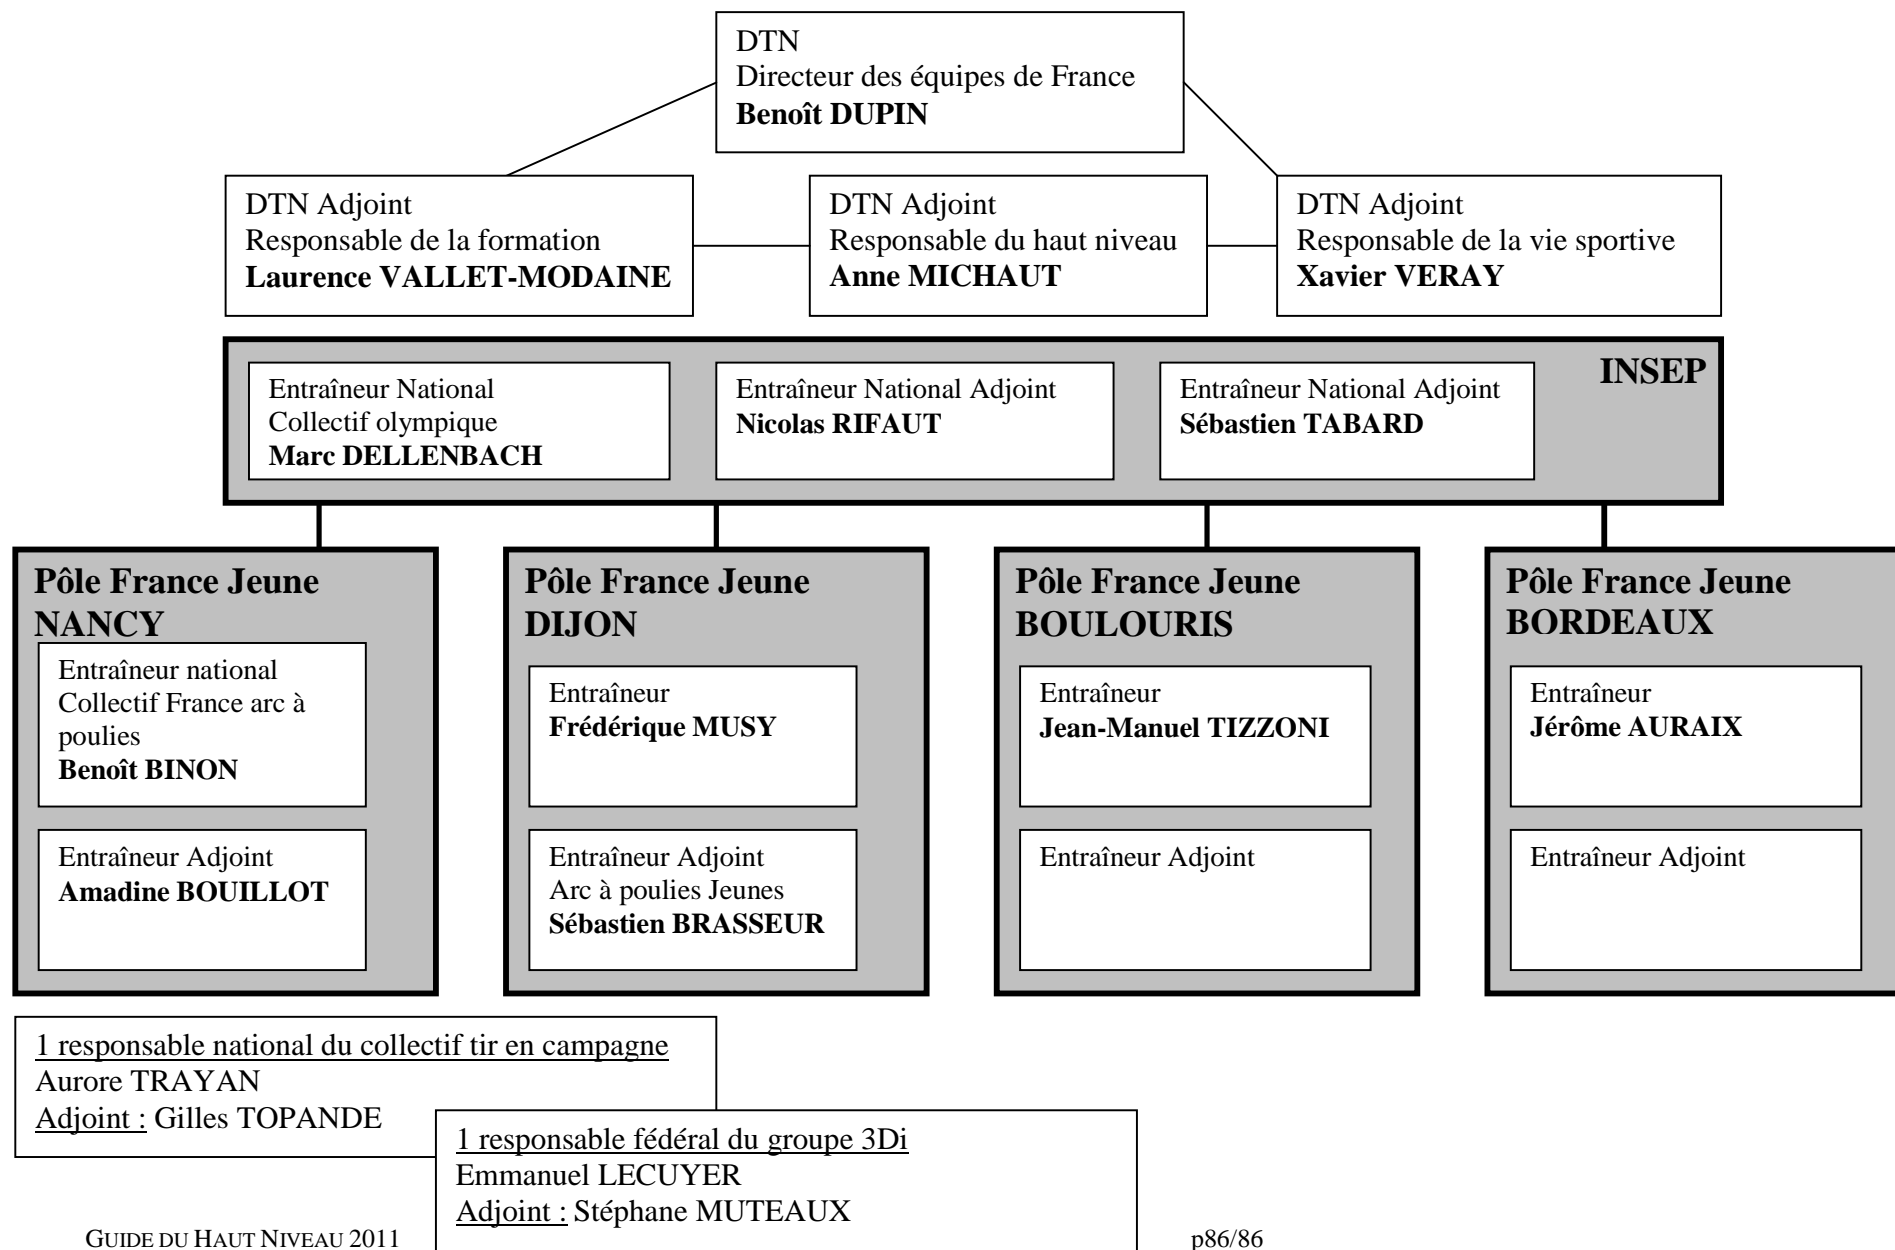 DTN
Directeur des équipes de France
Benoît DUPIN
DTN Adjoint
Responsable de la formation
Laurence VALLET-MODAINE
DTN Adjoint
Responsable du haut niveau
Anne MICHAUT
DTN Adjoint
Responsable de la vie sportive
Xavier VERAY
INSEP
Entraîneur National
Collectif olympique
Marc DELLENBACH
Entraîneur National Adjoint
Nicolas RIFAUT
Entraîneur National Adjoint
Sébastien TABARD
Pôle France Jeune
NANCY
Entraîneur national
Collectif France arc à
poulies
Benoît BINON
Entraîneur Adjoint
Amadine BOUILLOT
Pôle France Jeune
DIJON
Entraîneur
Frédérique MUSY
Entraîneur Adjoint
Arc à poulies Jeunes
Sébastien BRASSEUR
Pôle France Jeune
BOULOURIS
Entraîneur
Jean-Manuel TIZZONI
Entraîneur Adjoint
Pôle France Jeune
BORDEAUX
Entraîneur
Jérôme AURAIX
Entraîneur Adjoint
1 responsable national du collectif tir en campagne
Aurore TRAYAN
Adjoint : Gilles TOPANDE
1 responsable fédéral du groupe 3Di
Emmanuel LECUYER
Adjoint : Stéphane MUTEAUX
GUIDE DU HAUT NIVEAU 2011
p86/86